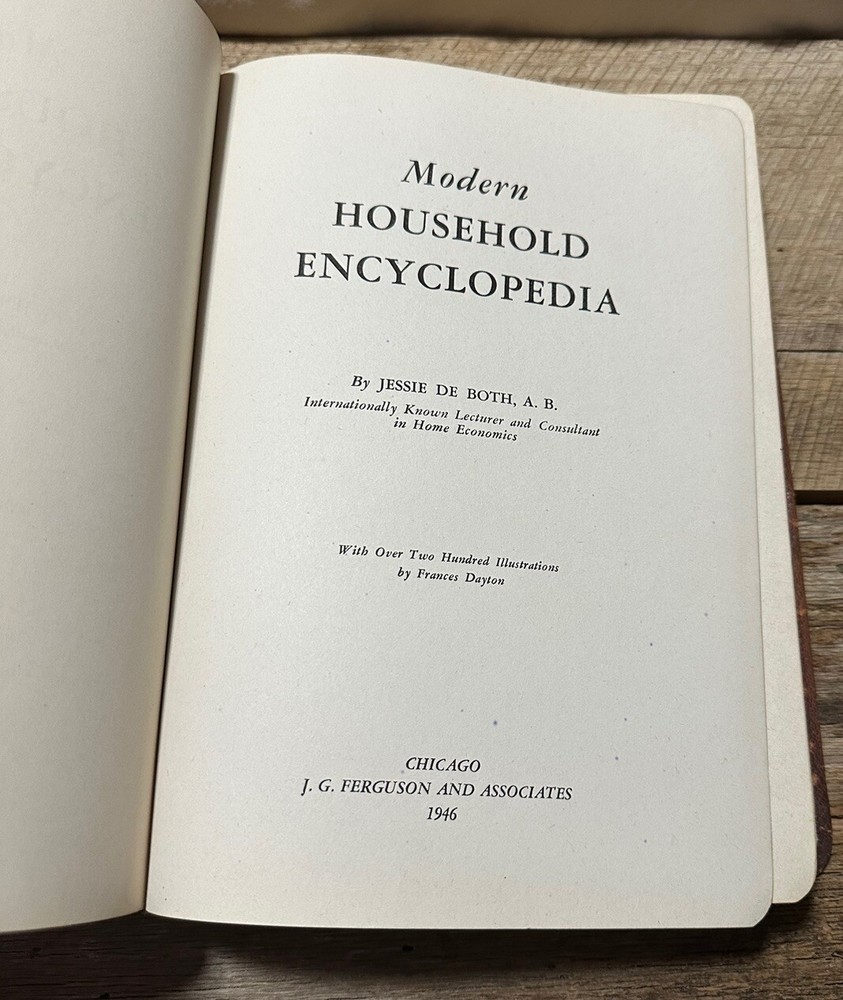 Modern
HOUSEHOLD
ENCYCLOPEDIA
By JESSIE DE BOTH, A. B.
Internationally Known Lecturer and Consultant
in Home Economics
With Over Two Hundred Illustrations
by Frances Dayton
CHICAGO
J. G. FERGUSON AND ASSOCIATES
1946